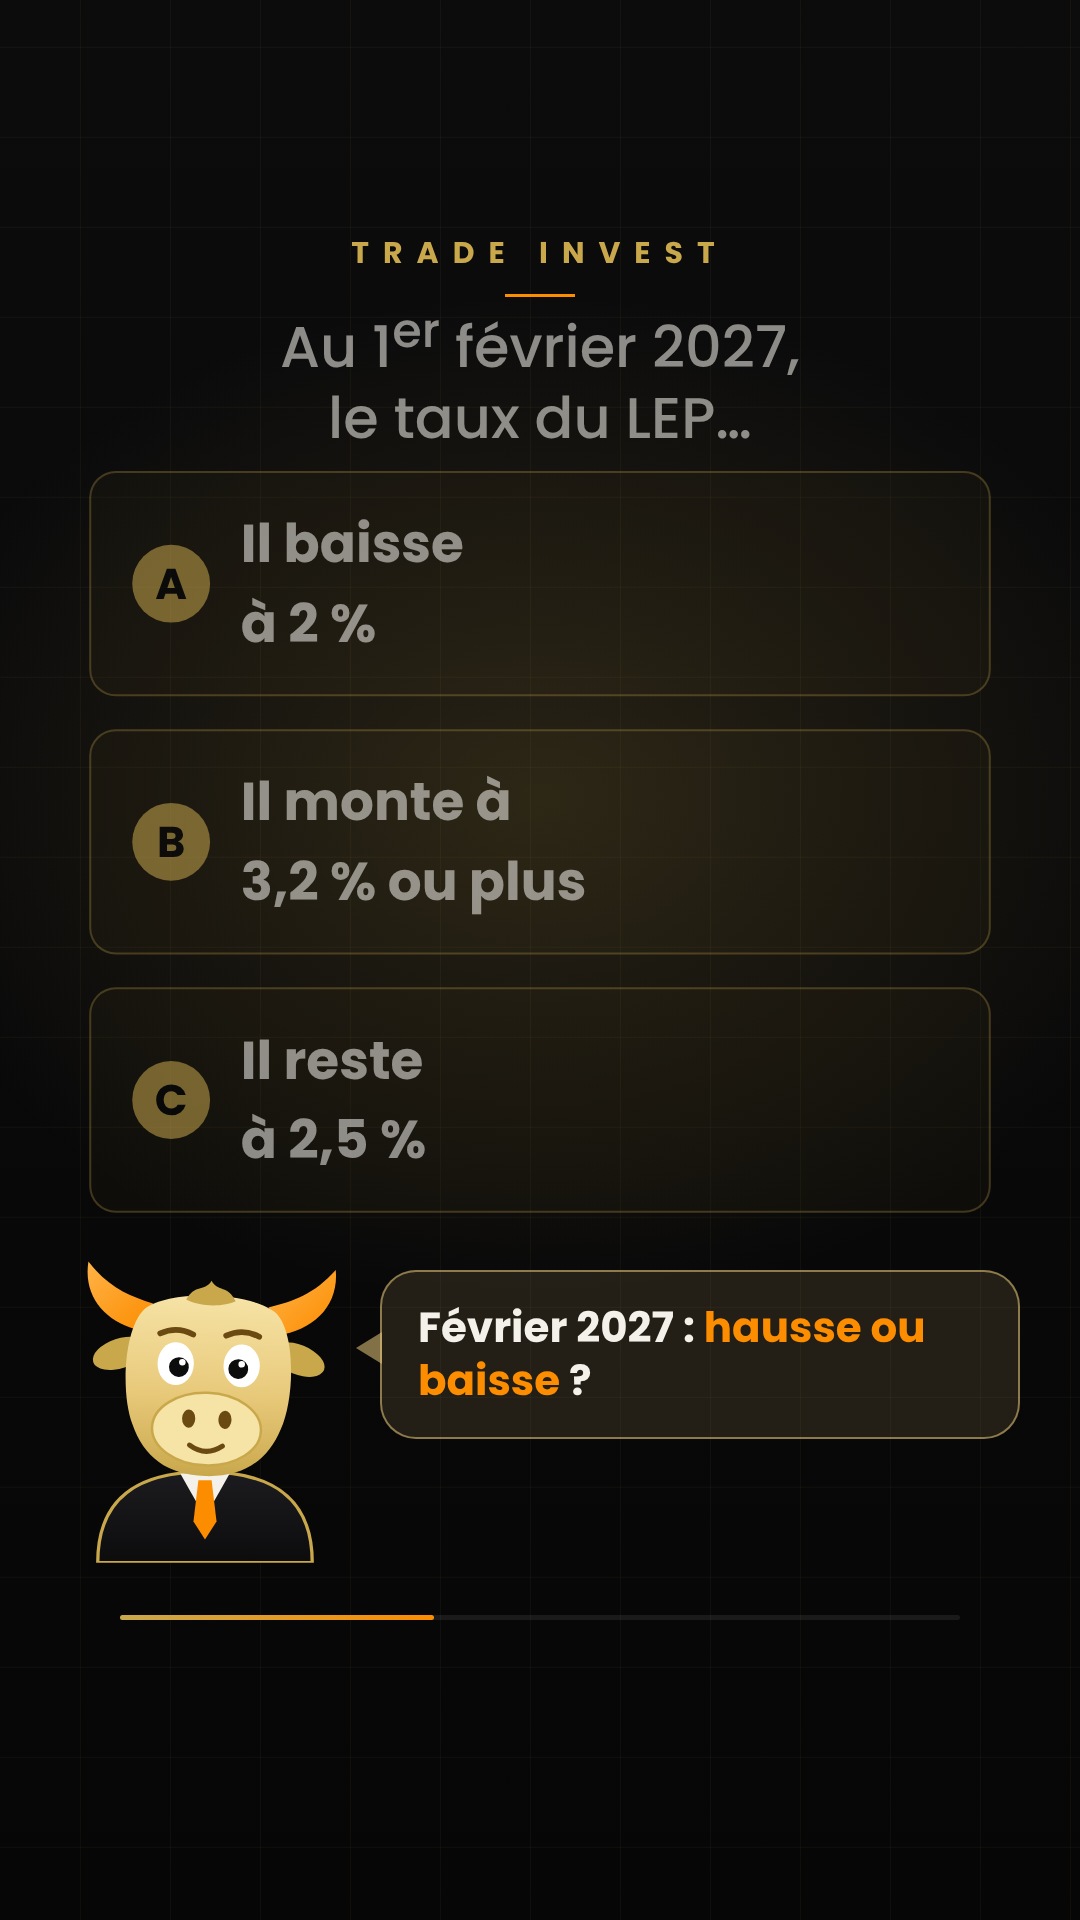 TRADE INVEST
Au 1er février 2027,
le taux du LEP…
A
Il baisse
à 2 %
B
Il monte à
3,2 % ou plus
C
Il reste
à 2,5 %
Février 2027 : hausse ou
baisse ?